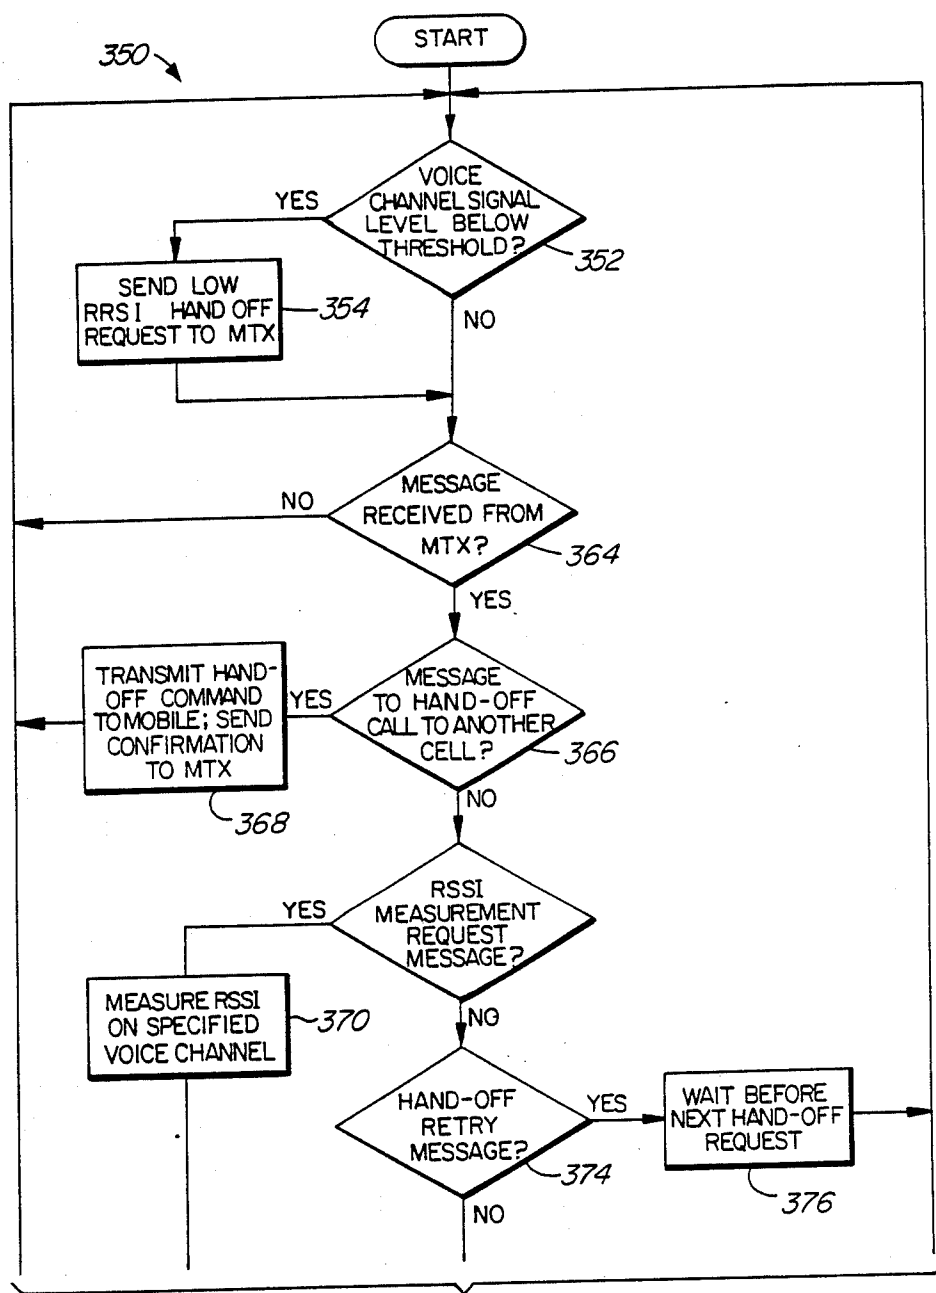 START
350
VOICE
CHANNEL SIGNAL
LEVEL BELOW
THRESHOLD?
YES
352
SEND LOW
RRSI HAND OFF
REQUEST TO MTX
354
NO
MESSAGE
RECEIVED FROM
MTX?
NO
364
YES
TRANSMIT HAND-
OFF COMMAND
TO MOBILE; SEND
CONFIRMATION
TO MTX
YES
MESSAGE
TO HAND-OFF
CALL TO ANOTHER
CELL?
366
368
NO
YES
RSSI
MEASUREMENT
REQUEST
MESSAGE?
MEASURE RSSI
ON SPECIFIED
VOICE CHANNEL
370
NO
HAND-OFF
RETRY
MESSAGE?
YES
374
WAIT BEFORE
NEXT HAND-OFF
REQUEST
376
NO